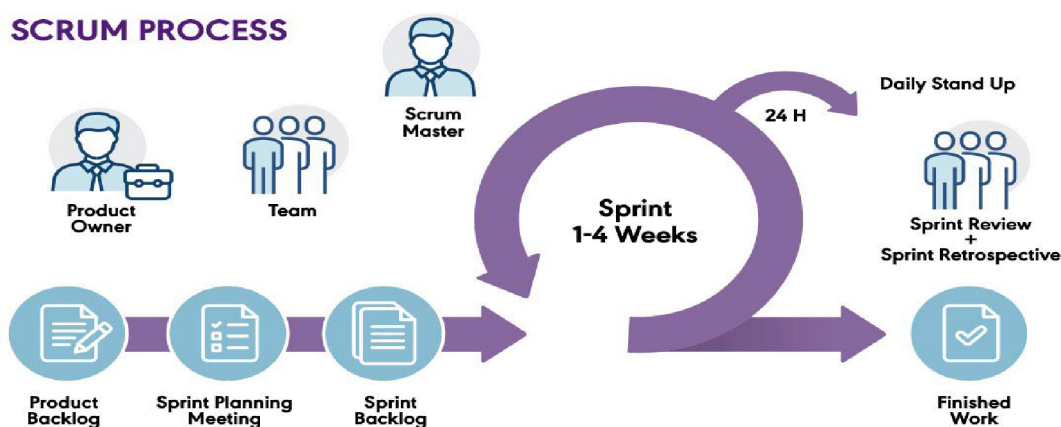 SCRUM PROCESS
Scrum
Master
Product
Owner
Team
24 H
Daily Stand Up
Sprint
1-4 Weeks
Sprint Review
+
Sprint Retrospective
Product
Backlog
Sprint Planning
Meeting
Sprint
Backlog
Finished
Work